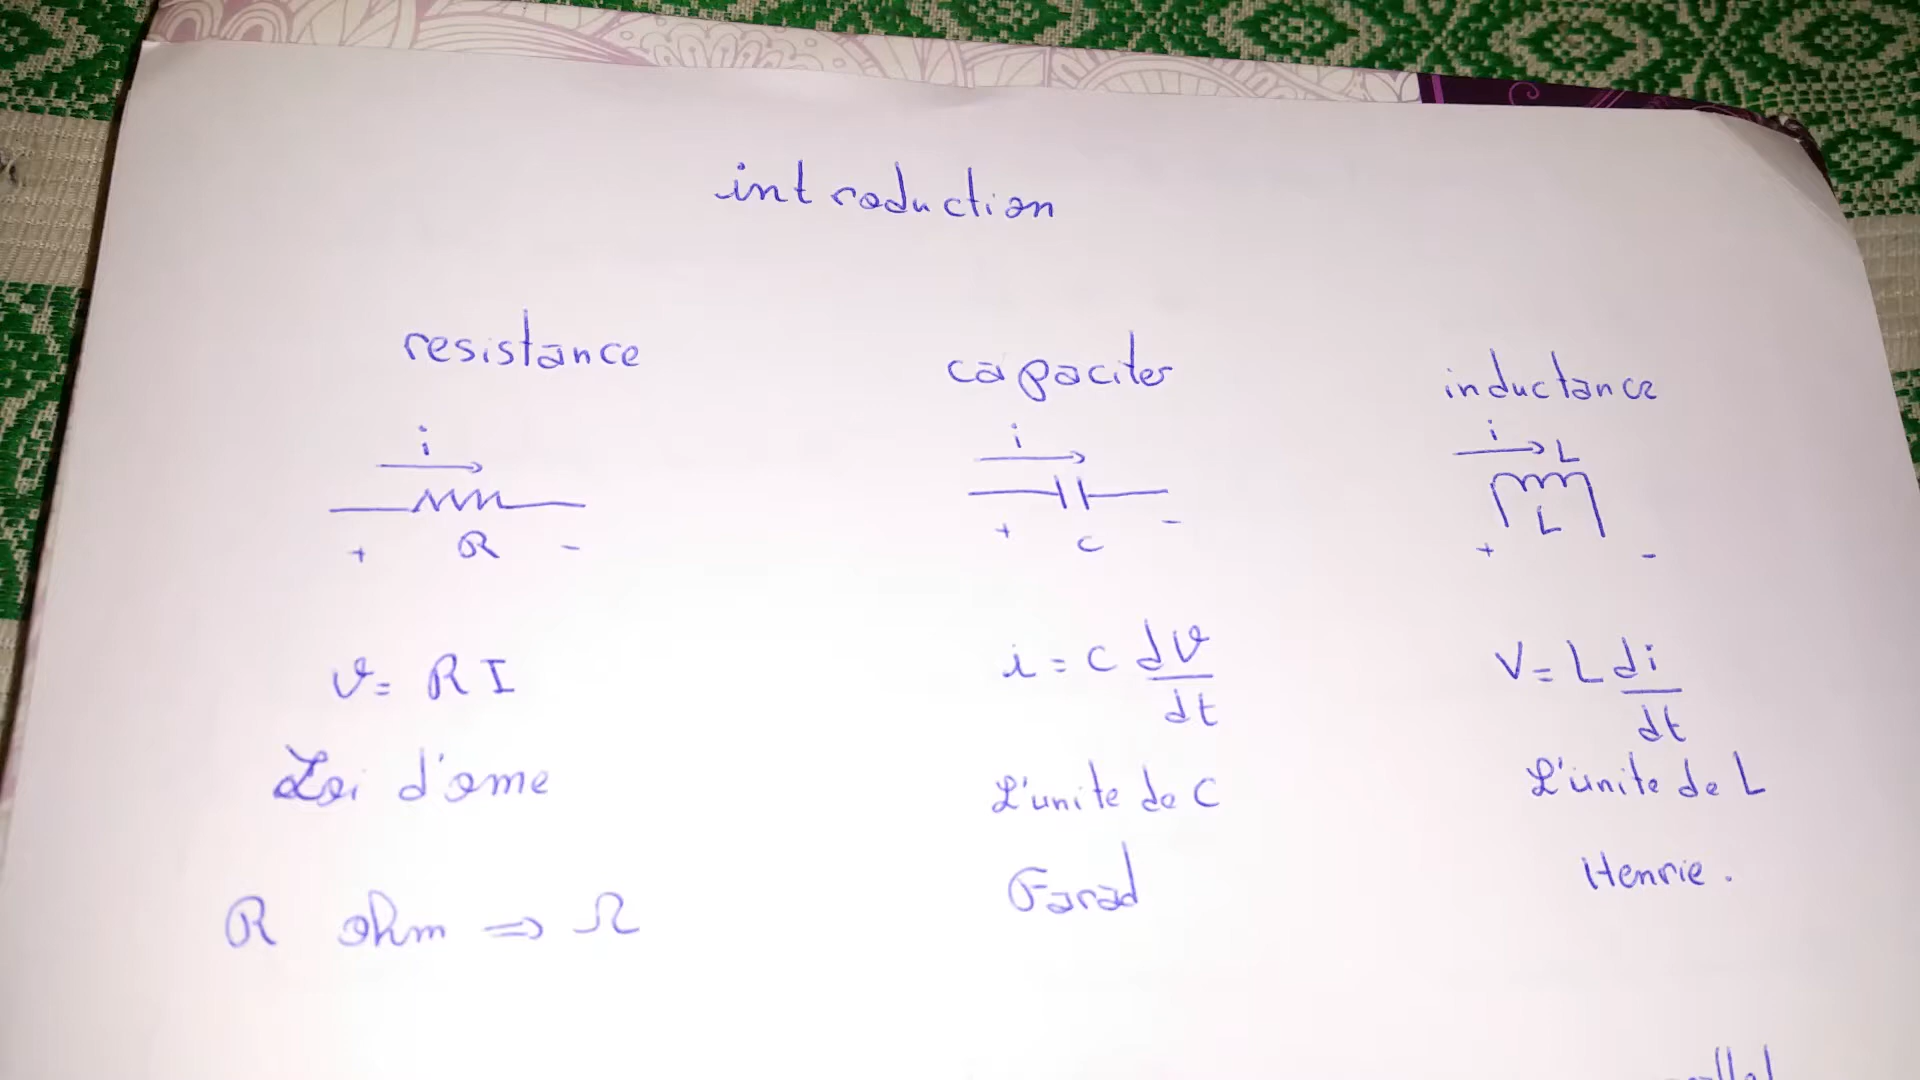 introduction
resistance capaciter inductance
i i i L
R C L
+ - + - + -
v = R I i = C dv/dt V = L di/dt
Loi d'ome L'unite de C L'unite de L
R ohm => Ω Farad Henrie.